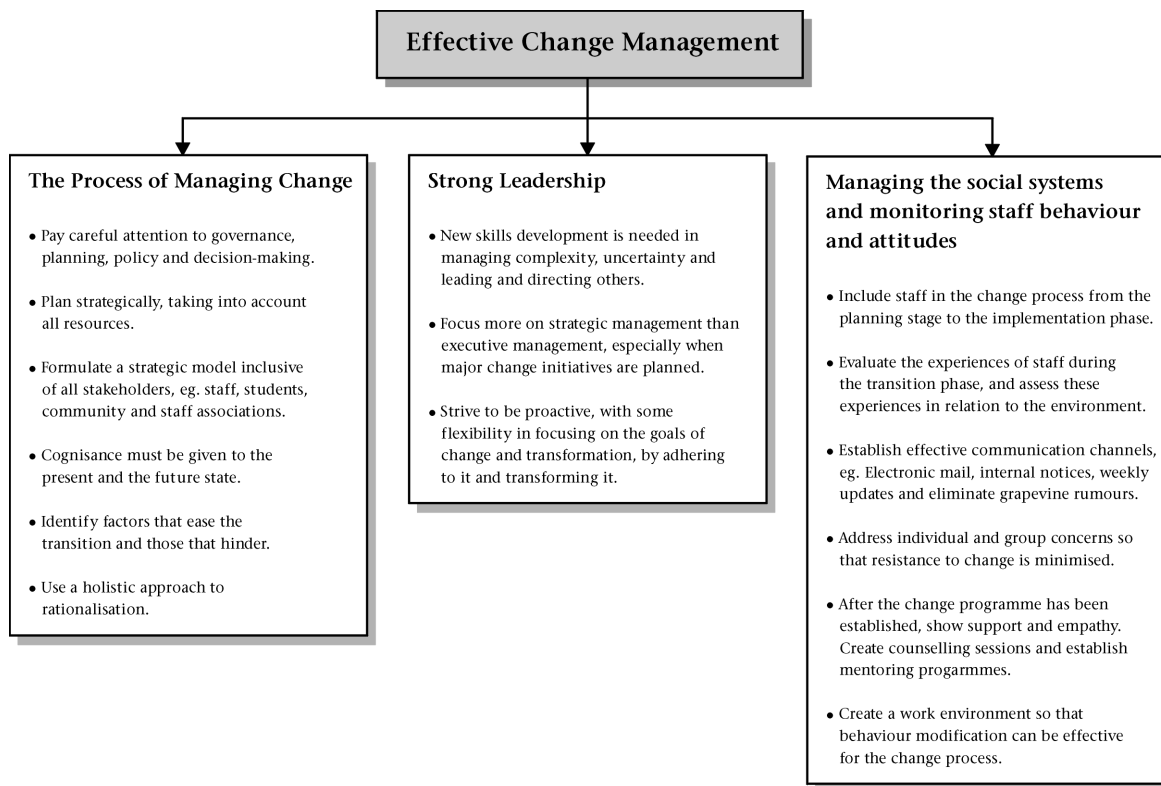 Effective Change Management
The Process of Managing Change
• Pay careful attention to governance,
planning, policy and decision-making.
• Plan strategically, taking into account
all resources.
• Formulate a strategic model inclusive
of all stakeholders, eg. staff, students,
community and staff associations.
• Cognisance must be given to the
present and the future state.
• Identify factors that ease the
transition and those that hinder.
• Use a holistic approach to
rationalisation.
Strong Leadership
• New skills development is needed in
managing complexity, uncertainty and
leading and directing others.
• Focus more on strategic management than
executive management, especially when
major change initiatives are planned.
• Strive to be proactive, with some
flexibility in focusing on the goals of
change and transformation, by adhering
to it and transforming it.
Managing the social systems
and monitoring staff behaviour
and attitudes
• Include staff in the change process from the
planning stage to the implementation phase.
• Evaluate the experiences of staff during
the transition phase, and assess these
experiences in relation to the environment.
• Establish effective communication channels,
eg. Electronic mail, internal notices, weekly
updates and eliminate grapevine rumours.
• Address individual and group concerns so
that resistance to change is minimised.
• After the change programme has been
established, show support and empathy.
Create counselling sessions and establish
mentoring progarmmes.
• Create a work environment so that
behaviour modification can be effective
for the change process.